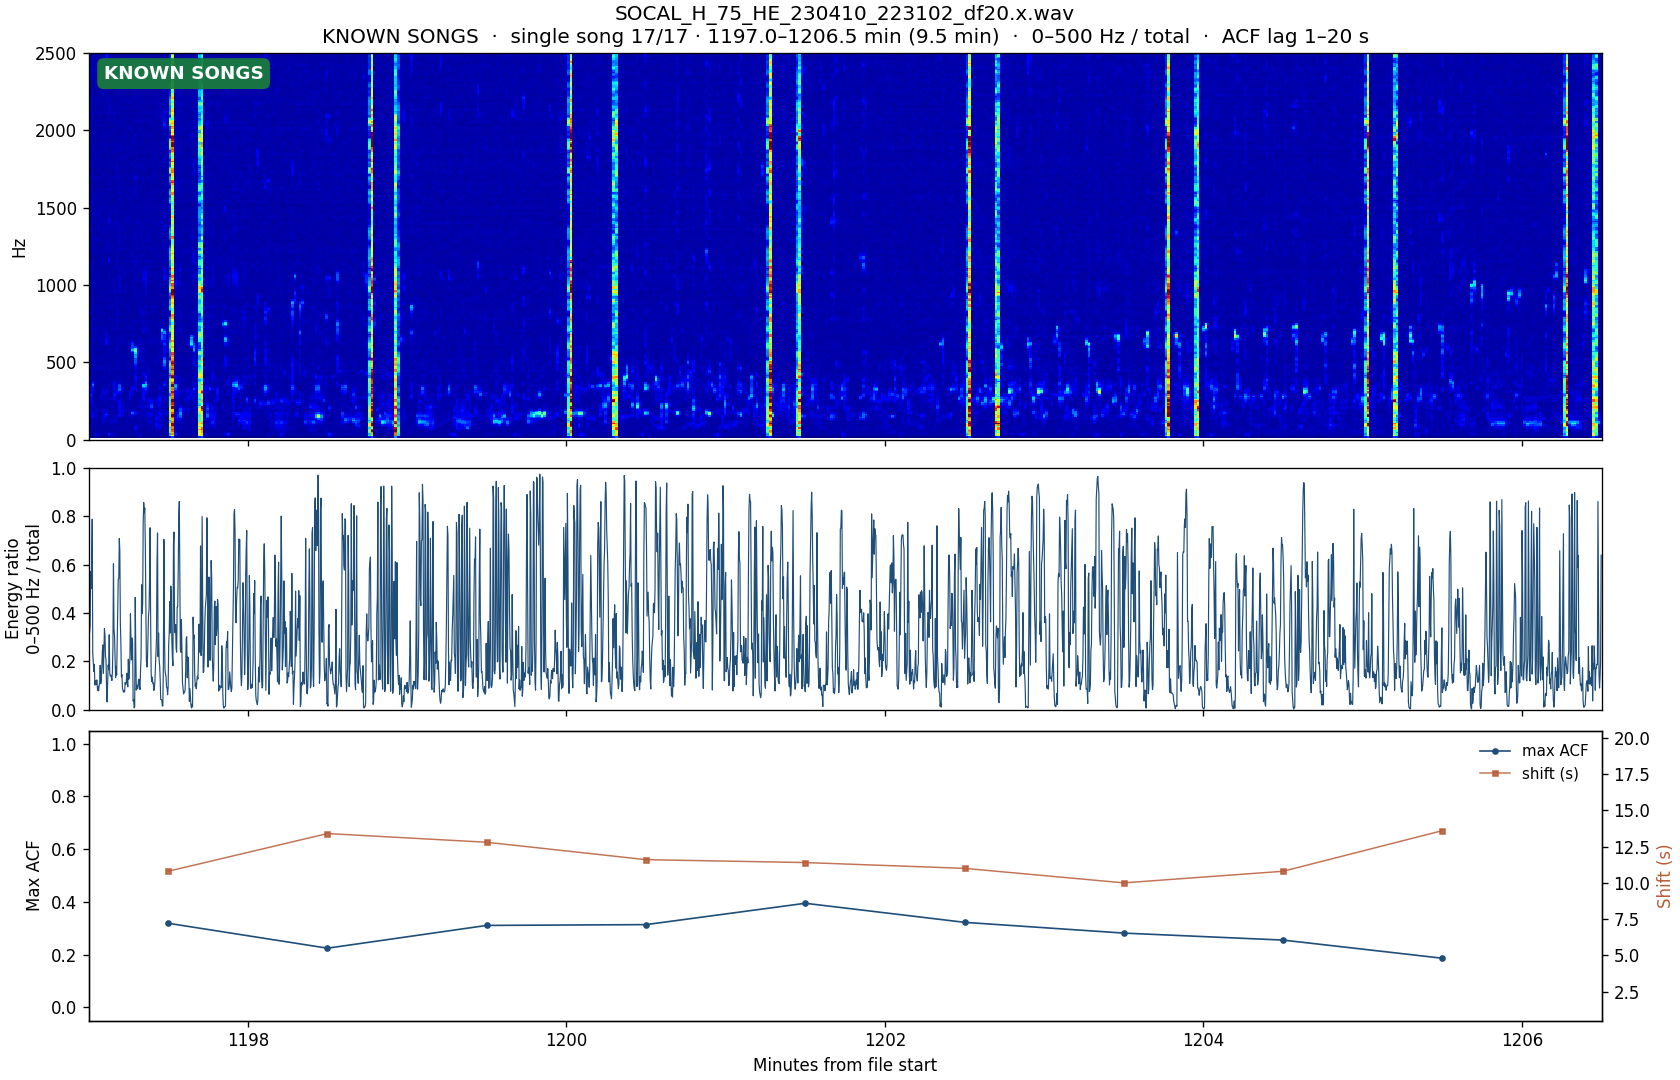 SOCAL_H_75_HE_230410_223102_df20.x.wav
KNOWN SONGS · single song 17/17 · 1197.0–1206.5 min (9.5 min) · 0–500 Hz / total · ACF lag 1–20 s
KNOWN SONGS
2500
2000
1500
1000
500
0
Hz
1.0
0.8
0.6
0.4
0.2
0.0
Energy ratio
0–500 Hz / total
max ACF
shift (s)
1.0
0.8
0.6
0.4
0.2
0.0
Max ACF
20.0
17.5
15.0
12.5
10.0
7.5
5.0
2.5
Shift (s)
1198
1200
1202
1204
1206
Minutes from file start